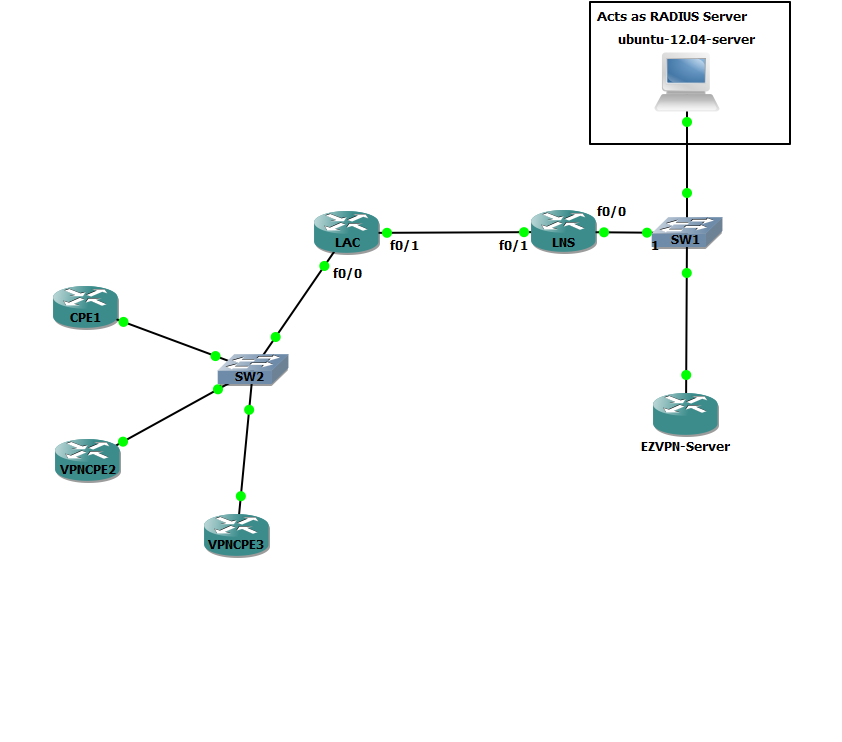 Acts as RADIUS Server
ubuntu-12.04-server
f0/0
LAC
LNS
SW1
f0/1
f0/1
1
f0/0
CPE1
SW2
EZVPN-Server
VPNCPE2
VPNCPE3